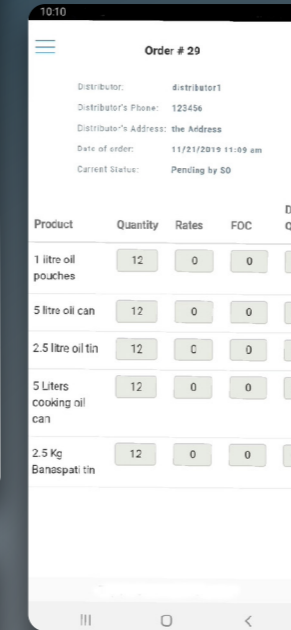 10:10
Order # 29
Distributor: distributor1
Distributor's Phone: 123456
Distributor's Address: the Address
Date of order: 11/21/2019 11:09 am
Current Status: Pending by SO
D
Product Quantity Rates FOC Q
1 litre oil 12 0 0
pouches
5 litre oil can 12 0 0
2.5 litre oil tin 12 0 0
5 Liters 12 0 0
cooking oil
can
2.5 Kg 12 0 0
Banaspati tin